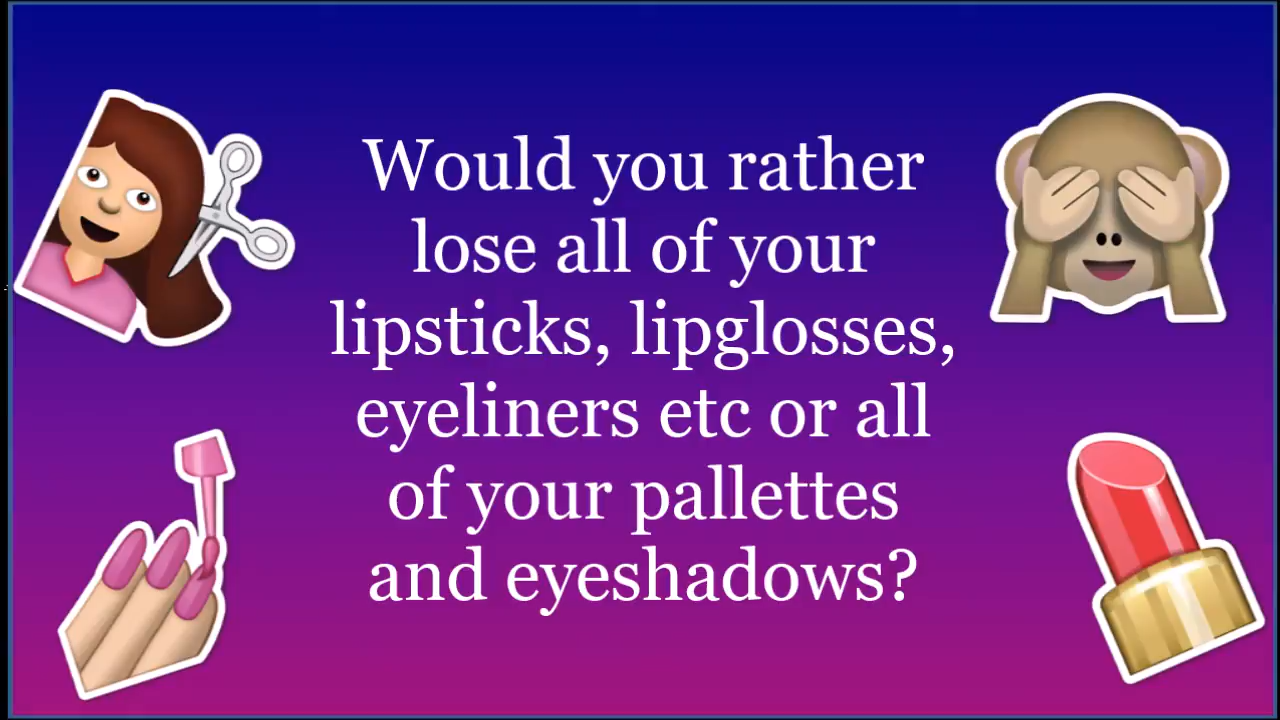 Would you rather
lose all of your
lipsticks, lipglosses,
eyeliners etc or all
of your pallettes
and eyeshadows?